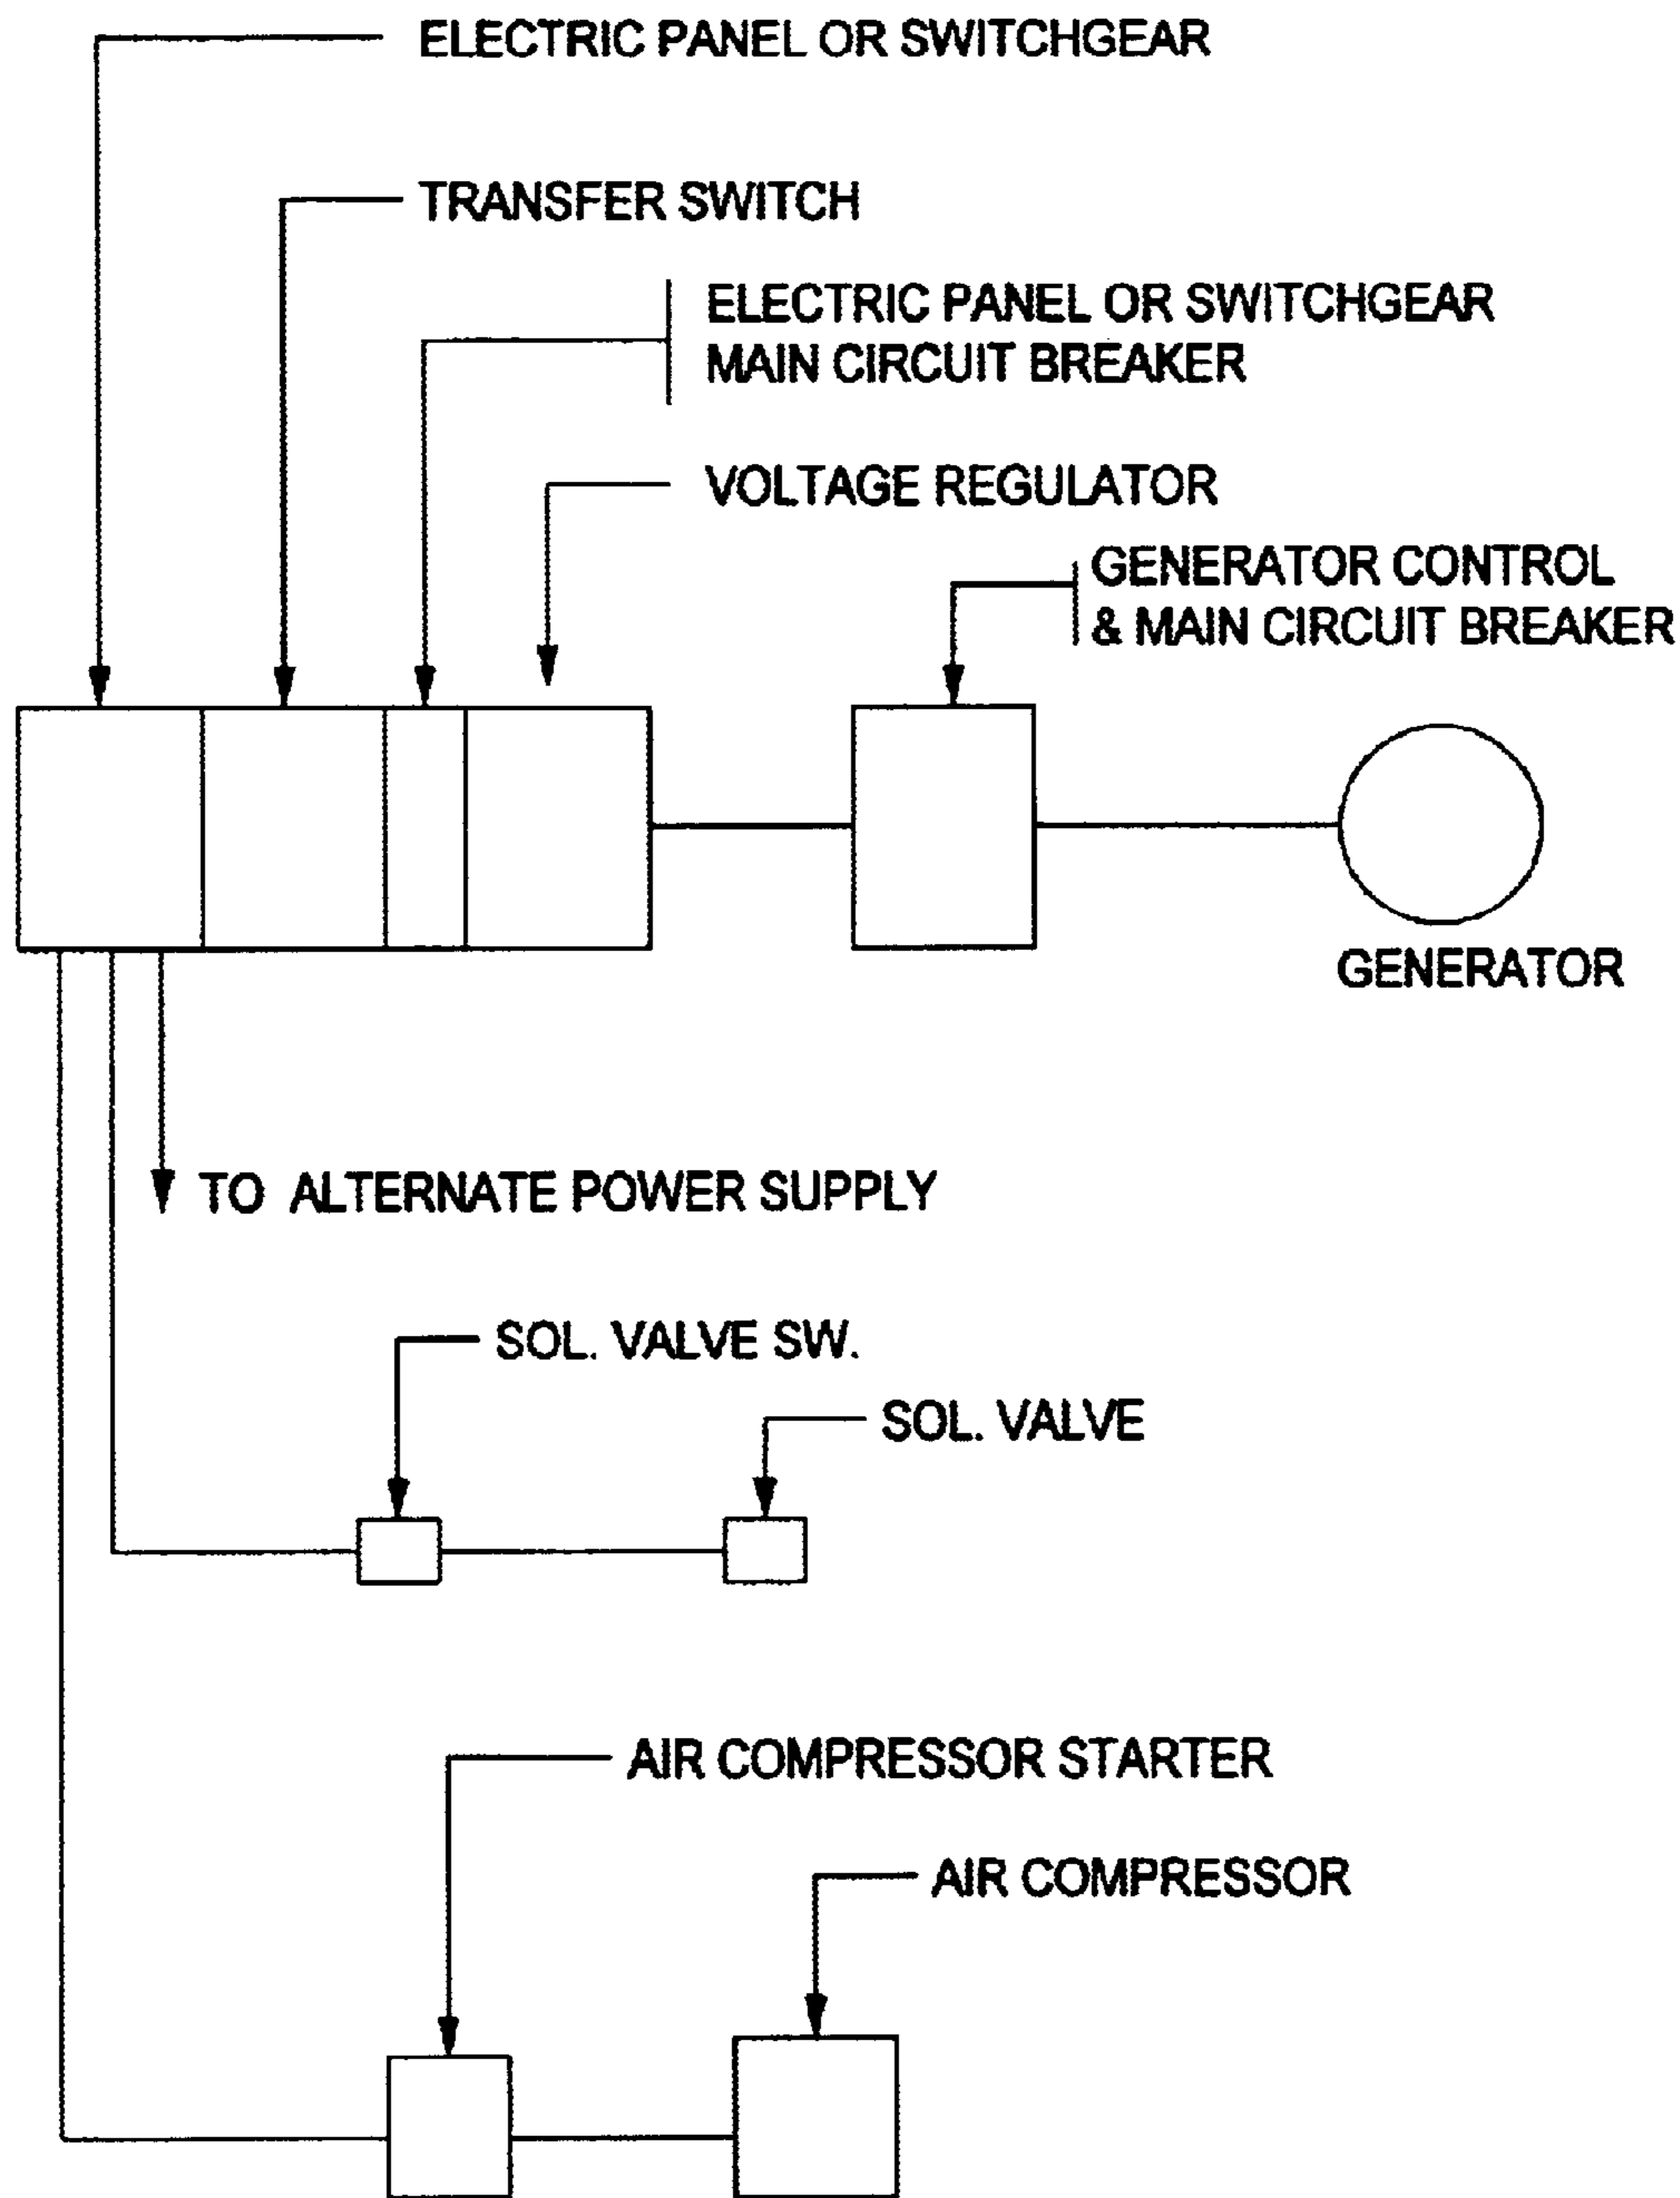 ELECTRIC PANEL OR SWITCHGEAR
TRANSFER SWITCH
ELECTRIC PANEL OR SWITCHGEAR
MAIN CIRCUIT BREAKER
VOLTAGE REGULATOR
GENERATOR CONTROL
& MAIN CIRCUIT BREAKER
GENERATOR
TO ALTERNATE POWER SUPPLY
SOL. VALVE SW.
SOL. VALVE
AIR COMPRESSOR STARTER
AIR COMPRESSOR